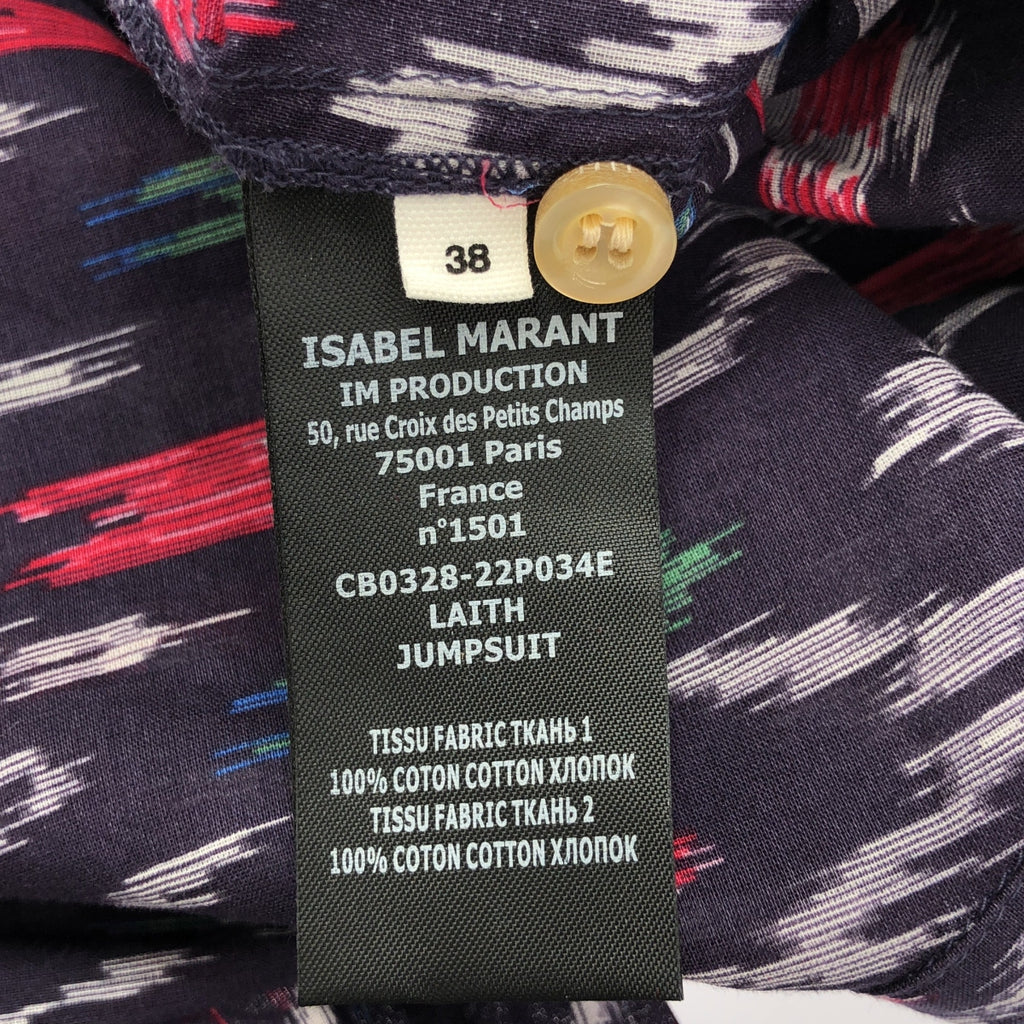 38
ISABEL MARANT
IM PRODUCTION
50, rue Croix des Petits Champs
75001 Paris
France
n°1501
CB0328-22P034E
LAITH
JUMPSUIT
TISSU FABRIC ТКАНЬ 1
100% COTON COTTON ХЛОПОК
TISSU FABRIC ТКАНЬ 2
100% COTON COTTON ХЛОПОК